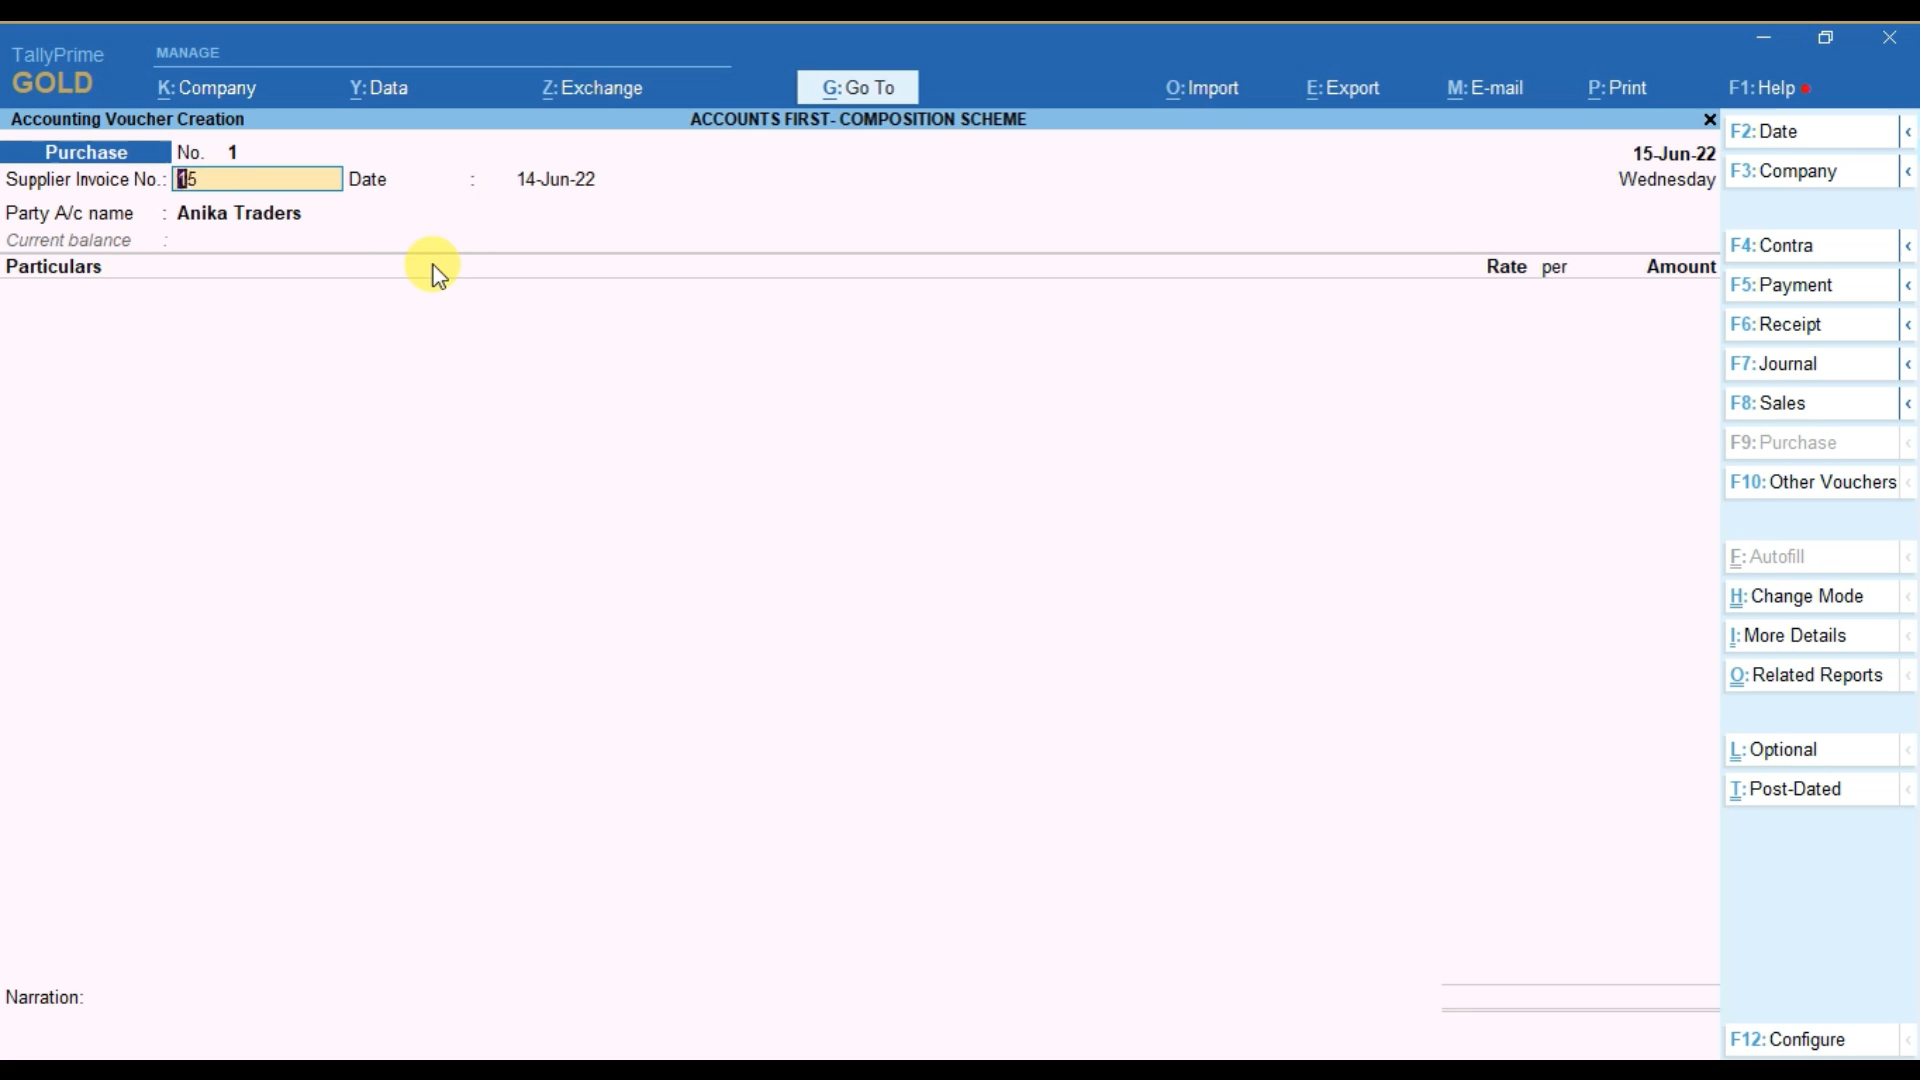 TallyPrime
GOLD
MANAGE
K: Company
Y: Data
Z: Exchange
G: Go To
O: Import
E: Export
M: E-mail
P: Print
F1: Help
Accounting Voucher Creation
ACCOUNTS FIRST- COMPOSITION SCHEME
Purchase No. 1
15-Jun-22
Supplier Invoice No.: 15 Date : 14-Jun-22
Wednesday
Party A/c name : Anika Traders
Current balance :
Particulars
Rate per Amount
Narration:
F2: Date
F3: Company
F4: Contra
F5: Payment
F6: Receipt
F7: Journal
F8: Sales
F9: Purchase
F10: Other Vouchers
F: Autofill
H: Change Mode
I: More Details
O: Related Reports
L: Optional
T: Post-Dated
F12: Configure